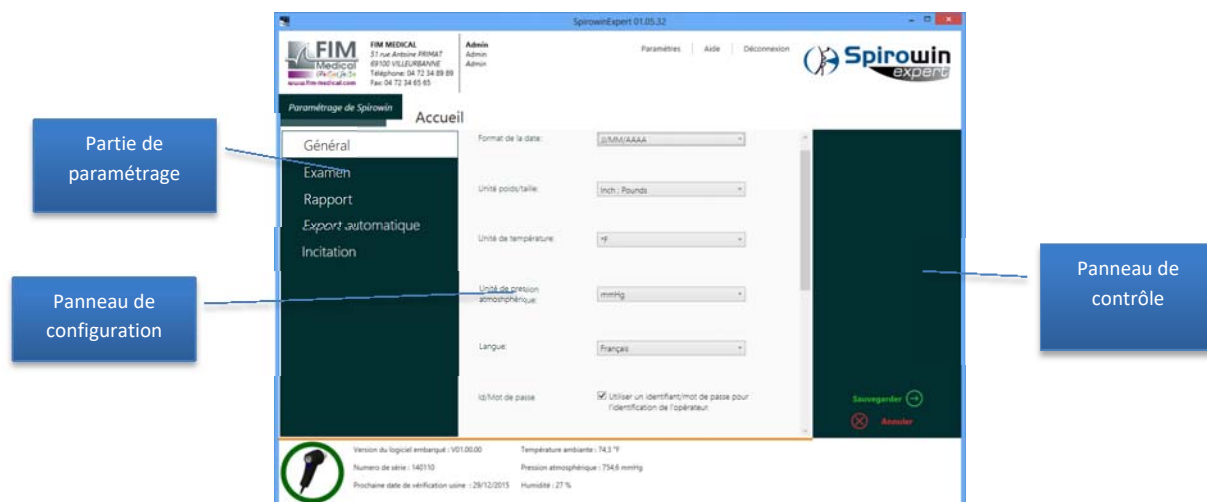 SpirowinExpert 01.05.32
FIM
Medical
www.fim-medical.com
FIM MEDICAL
51 rue Antoine PRIMAT
69100 VILLEURBANNE
Téléphone: 04 72 34 89 89
Fax: 04 72 34 65 65
Admin
Admin
Admin
Paramètres
Aide
Déconnexion
Spirowin
expert
Paramétrage de Spirowin
Accueil
Partie de
paramétrage
Panneau de
configuration
Général
Examen
Rapport
Export automatique
Incitation
Format de la date:
JJ/MM/AAAA
Unité poids/taille:
Inch ; Pounds
Unité de température:
°F
Unité de pression
atmoshphérique:
mmHg
Langue:
Français
Id/Mot de passe
Utiliser un identifiant/mot de passe pour
l'identification de l'opérateur.
Panneau de
contrôle
Sauvegarder
Annuler
Version du logiciel embarqué : V01.00.00
Numero de série : 140110
Prochaine date de vérification usine : 29/12/2015
Température ambiante : 74,3 °F
Pression atmosphérique : 754,6 mmHg
Humidité : 27 %